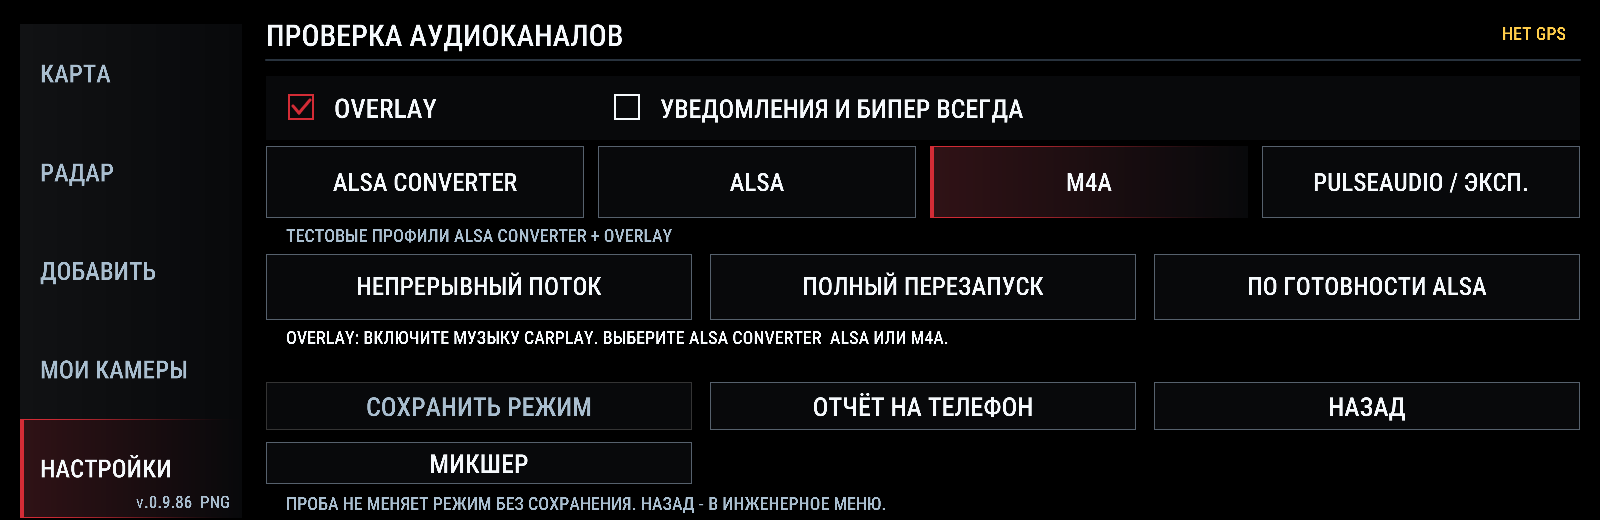 ПРОВЕРКА АУДИОКАНАЛОВ
НЕТ GPS
КАРТА
РАДАР
ДОБАВИТЬ
МОИ КАМЕРЫ
НАСТРОЙКИ
v.0.9.86 PNG
OVERLAY
УВЕДОМЛЕНИЯ И БИПЕР ВСЕГДА
ALSA CONVERTER
ALSA
M4A
PULSEAUDIO / ЭКСП.
ТЕСТОВЫЕ ПРОФИЛИ ALSA CONVERTER + OVERLAY
НЕПРЕРЫВНЫЙ ПОТОК
ПОЛНЫЙ ПЕРЕЗАПУСК
ПО ГОТОВНОСТИ ALSA
OVERLAY: ВКЛЮЧИТЕ МУЗЫКУ CARPLAY. ВЫБЕРИТЕ ALSA CONVERTER  ALSA ИЛИ M4A.
СОХРАНИТЬ РЕЖИМ
ОТЧЁТ НА ТЕЛЕФОН
НАЗАД
МИКШЕР
ПРОБА НЕ МЕНЯЕТ РЕЖИМ БЕЗ СОХРАНЕНИЯ. НАЗАД - В ИНЖЕНЕРНОЕ МЕНЮ.